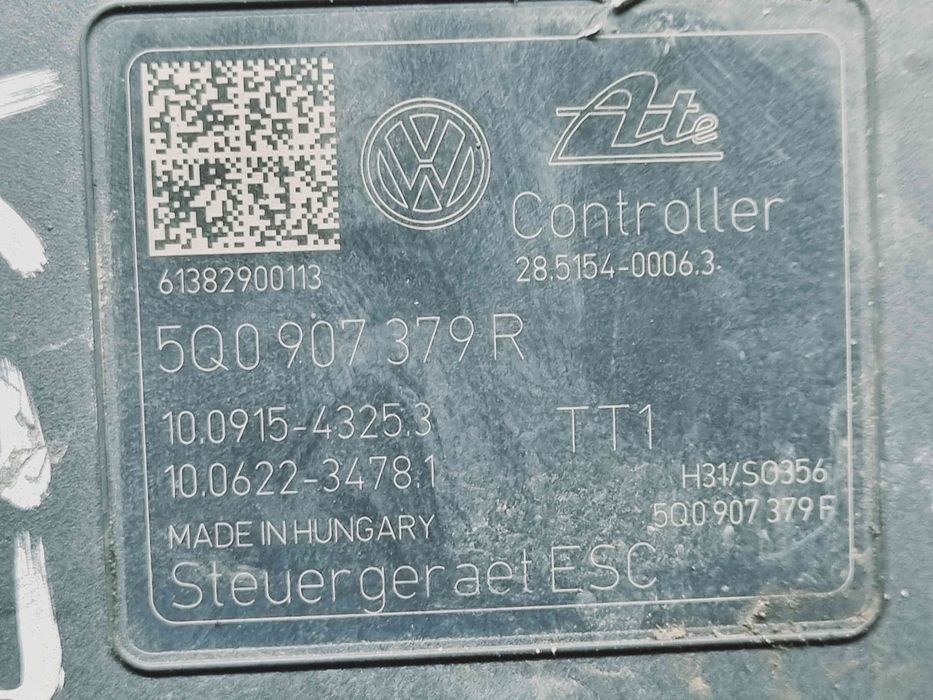 Ate
Controller
61382900113
28.5154-0006.3
5Q0 907 379 R
10.0915-4325.3
TT1
10.0622-3478.1
H31/S0356
5Q0 907 379 F
MADE IN HUNGARY
Steuergeraet ESC